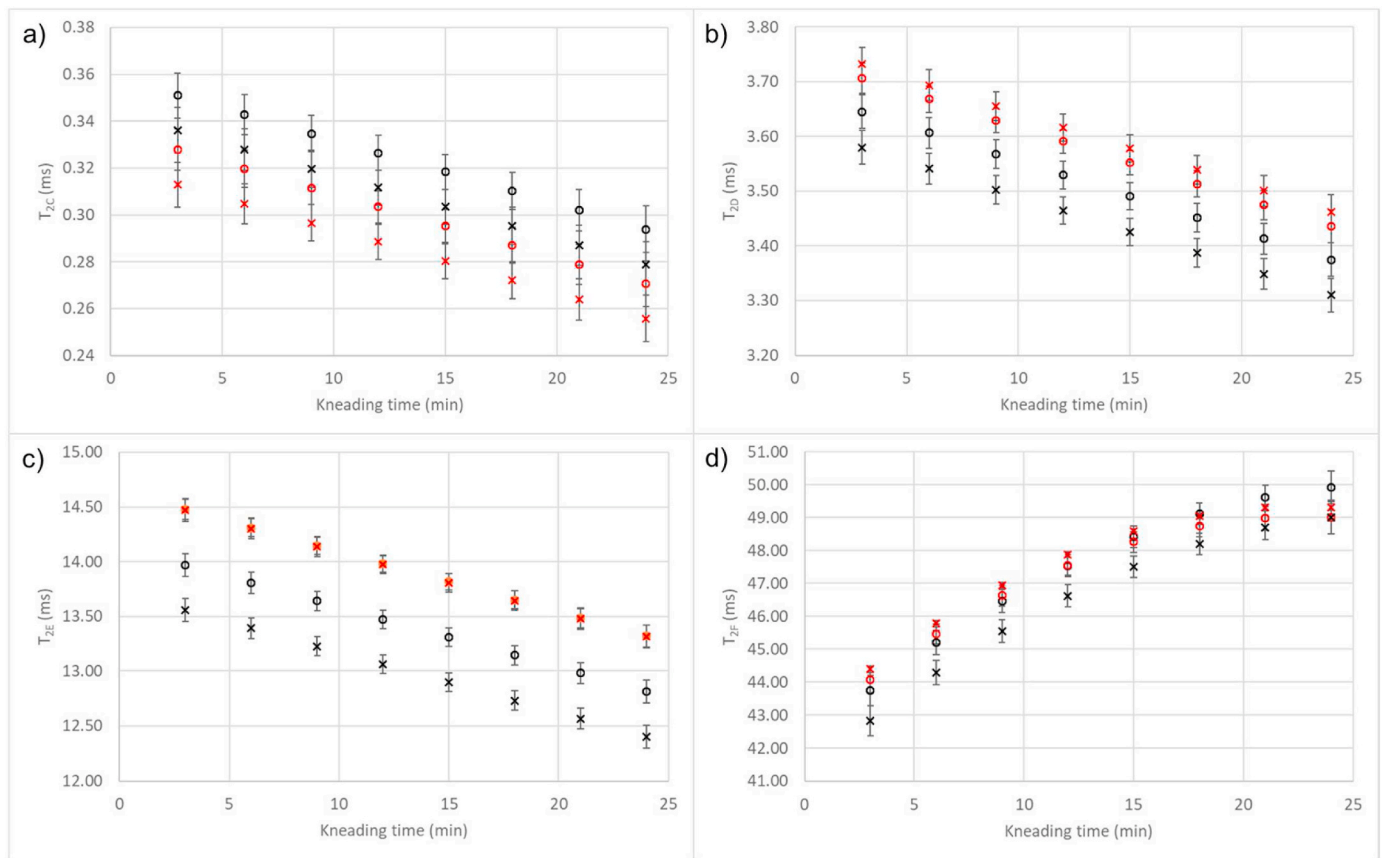 a)
T2C (ms)
0.38
0.36
0.34
0.32
0.30
0.28
0.26
0.24
0 5 10 15 20 25
Kneading time (min)
b)
T2D (ms)
3.80
3.70
3.60
3.50
3.40
3.30
3.20
0 5 10 15 20 25
Kneading time (min)
c)
T2E (ms)
15.00
14.50
14.00
13.50
13.00
12.50
12.00
0 5 10 15 20 25
Kneading time (min)
d)
T2F (ms)
51.00
50.00
49.00
48.00
47.00
46.00
45.00
44.00
43.00
42.00
41.00
0 5 10 15 20 25
Kneading time (min)